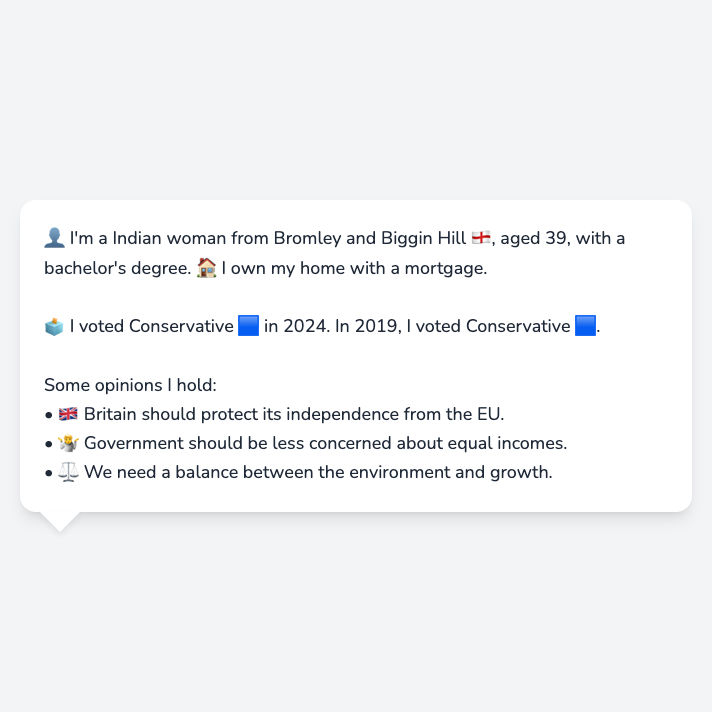 👤 I'm a Indian woman from Bromley and Biggin Hill 🏴󠁧󠁢󠁥󠁮󠁧󠁿, aged 39, with a
bachelor's degree. 🏠 I own my home with a mortgage.
🗳️ I voted Conservative 🟦 in 2024. In 2019, I voted Conservative 🟦.
Some opinions I hold:
• 🇬🇧 Britain should protect its independence from the EU.
• 🤷 Government should be less concerned about equal incomes.
• ⚖️ We need a balance between the environment and growth.